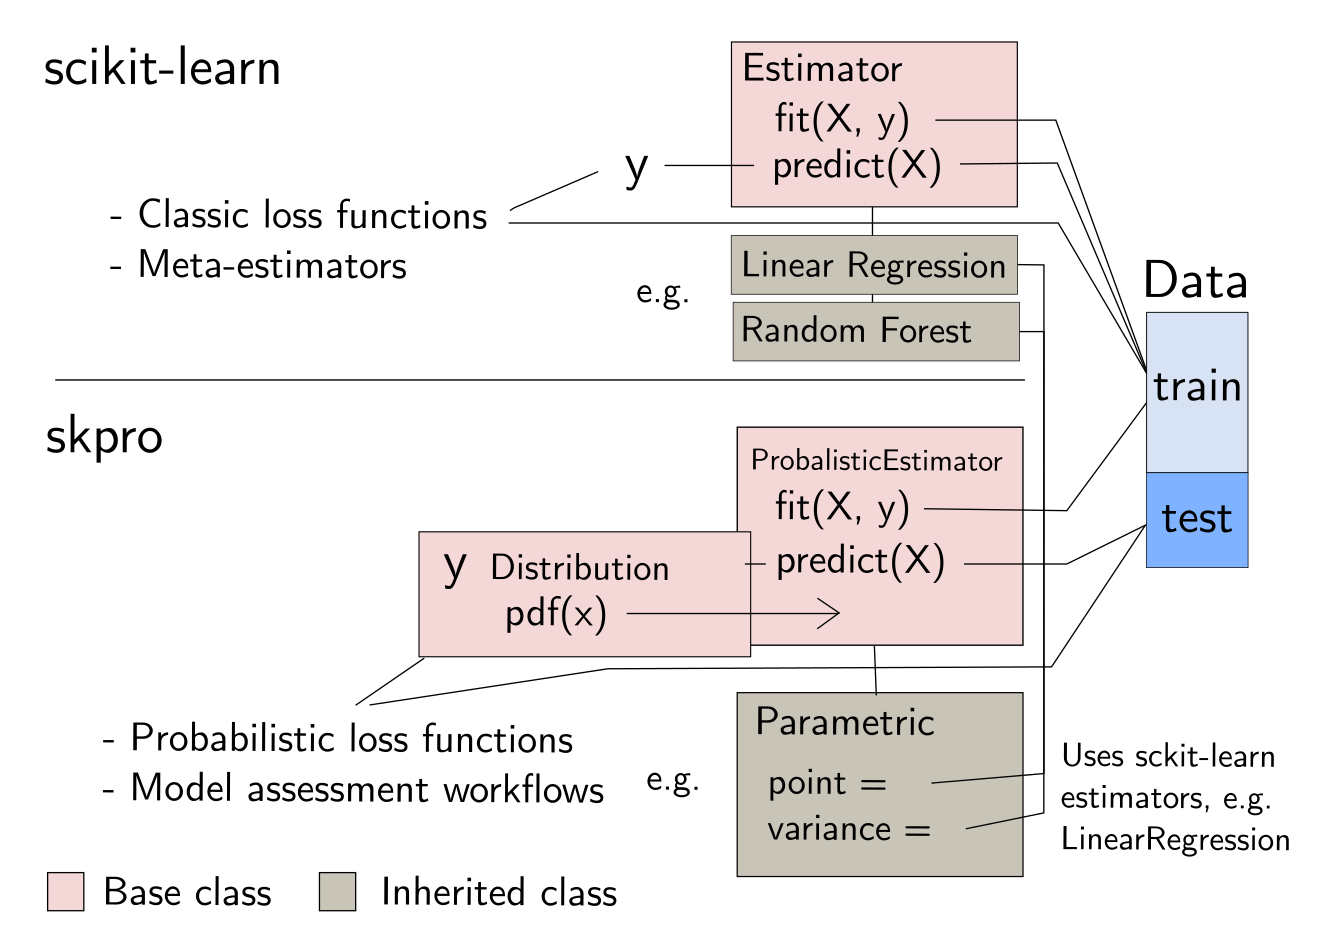 scikit-learn
Estimator
fit(X, y)
y
predict(X)
- Classic loss functions
- Meta-estimators
e.g.
Linear Regression
Random Forest
Data
train
test
skpro
ProbalisticEstimator
fit(X, y)
predict(X)
y Distribution
pdf(x)
- Probabilistic loss functions
- Model assessment workflows
e.g.
Parametric
point =
variance =
Uses sckit-learn
estimators, e.g.
LinearRegression
Base class
Inherited class